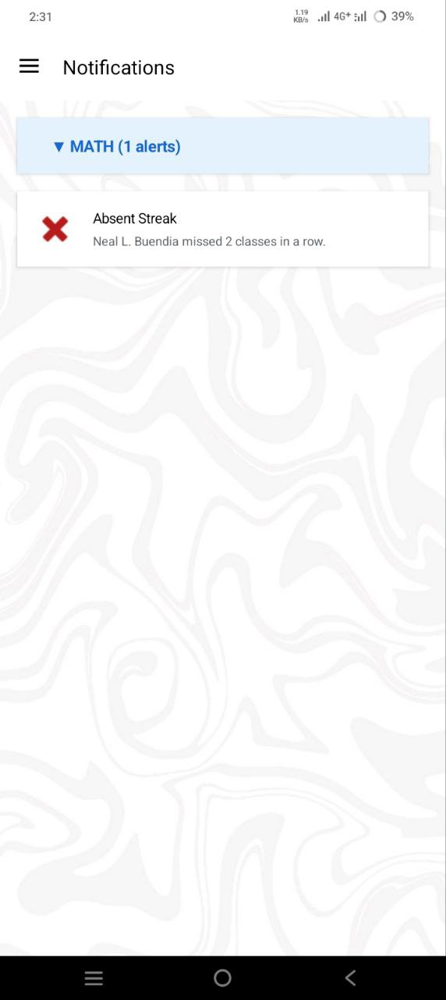 2:31
1.19
KB/s
4G+
39%
Notifications
▼ MATH (1 alerts)
Absent Streak
Neal L. Buendia missed 2 classes in a row.